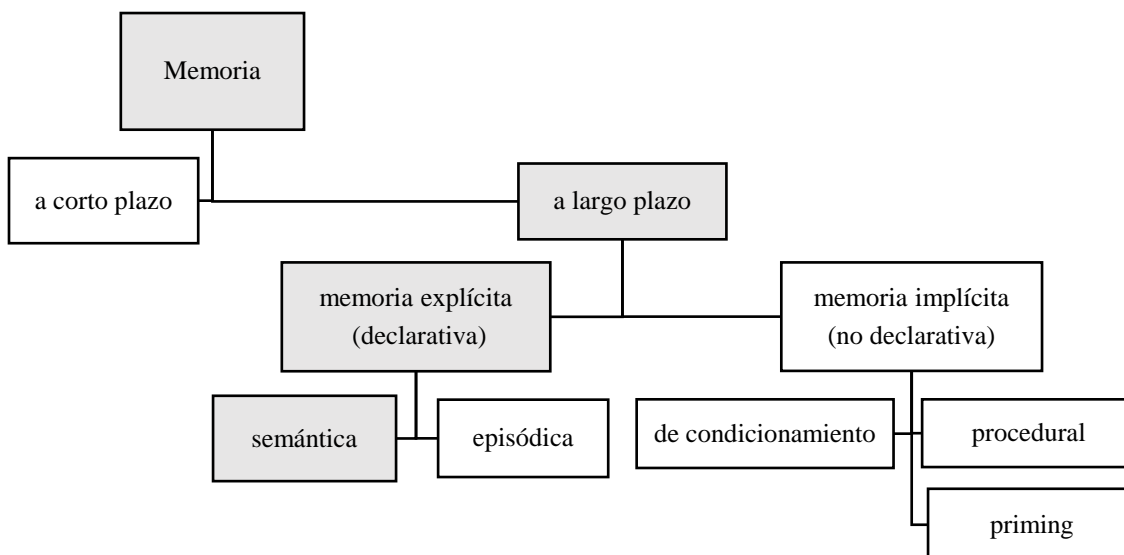 Memoria
a corto plazo
a largo plazo
memoria explícita
(declarativa)
memoria implícita
(no declarativa)
semántica
episódica
de condicionamiento
procedural
priming